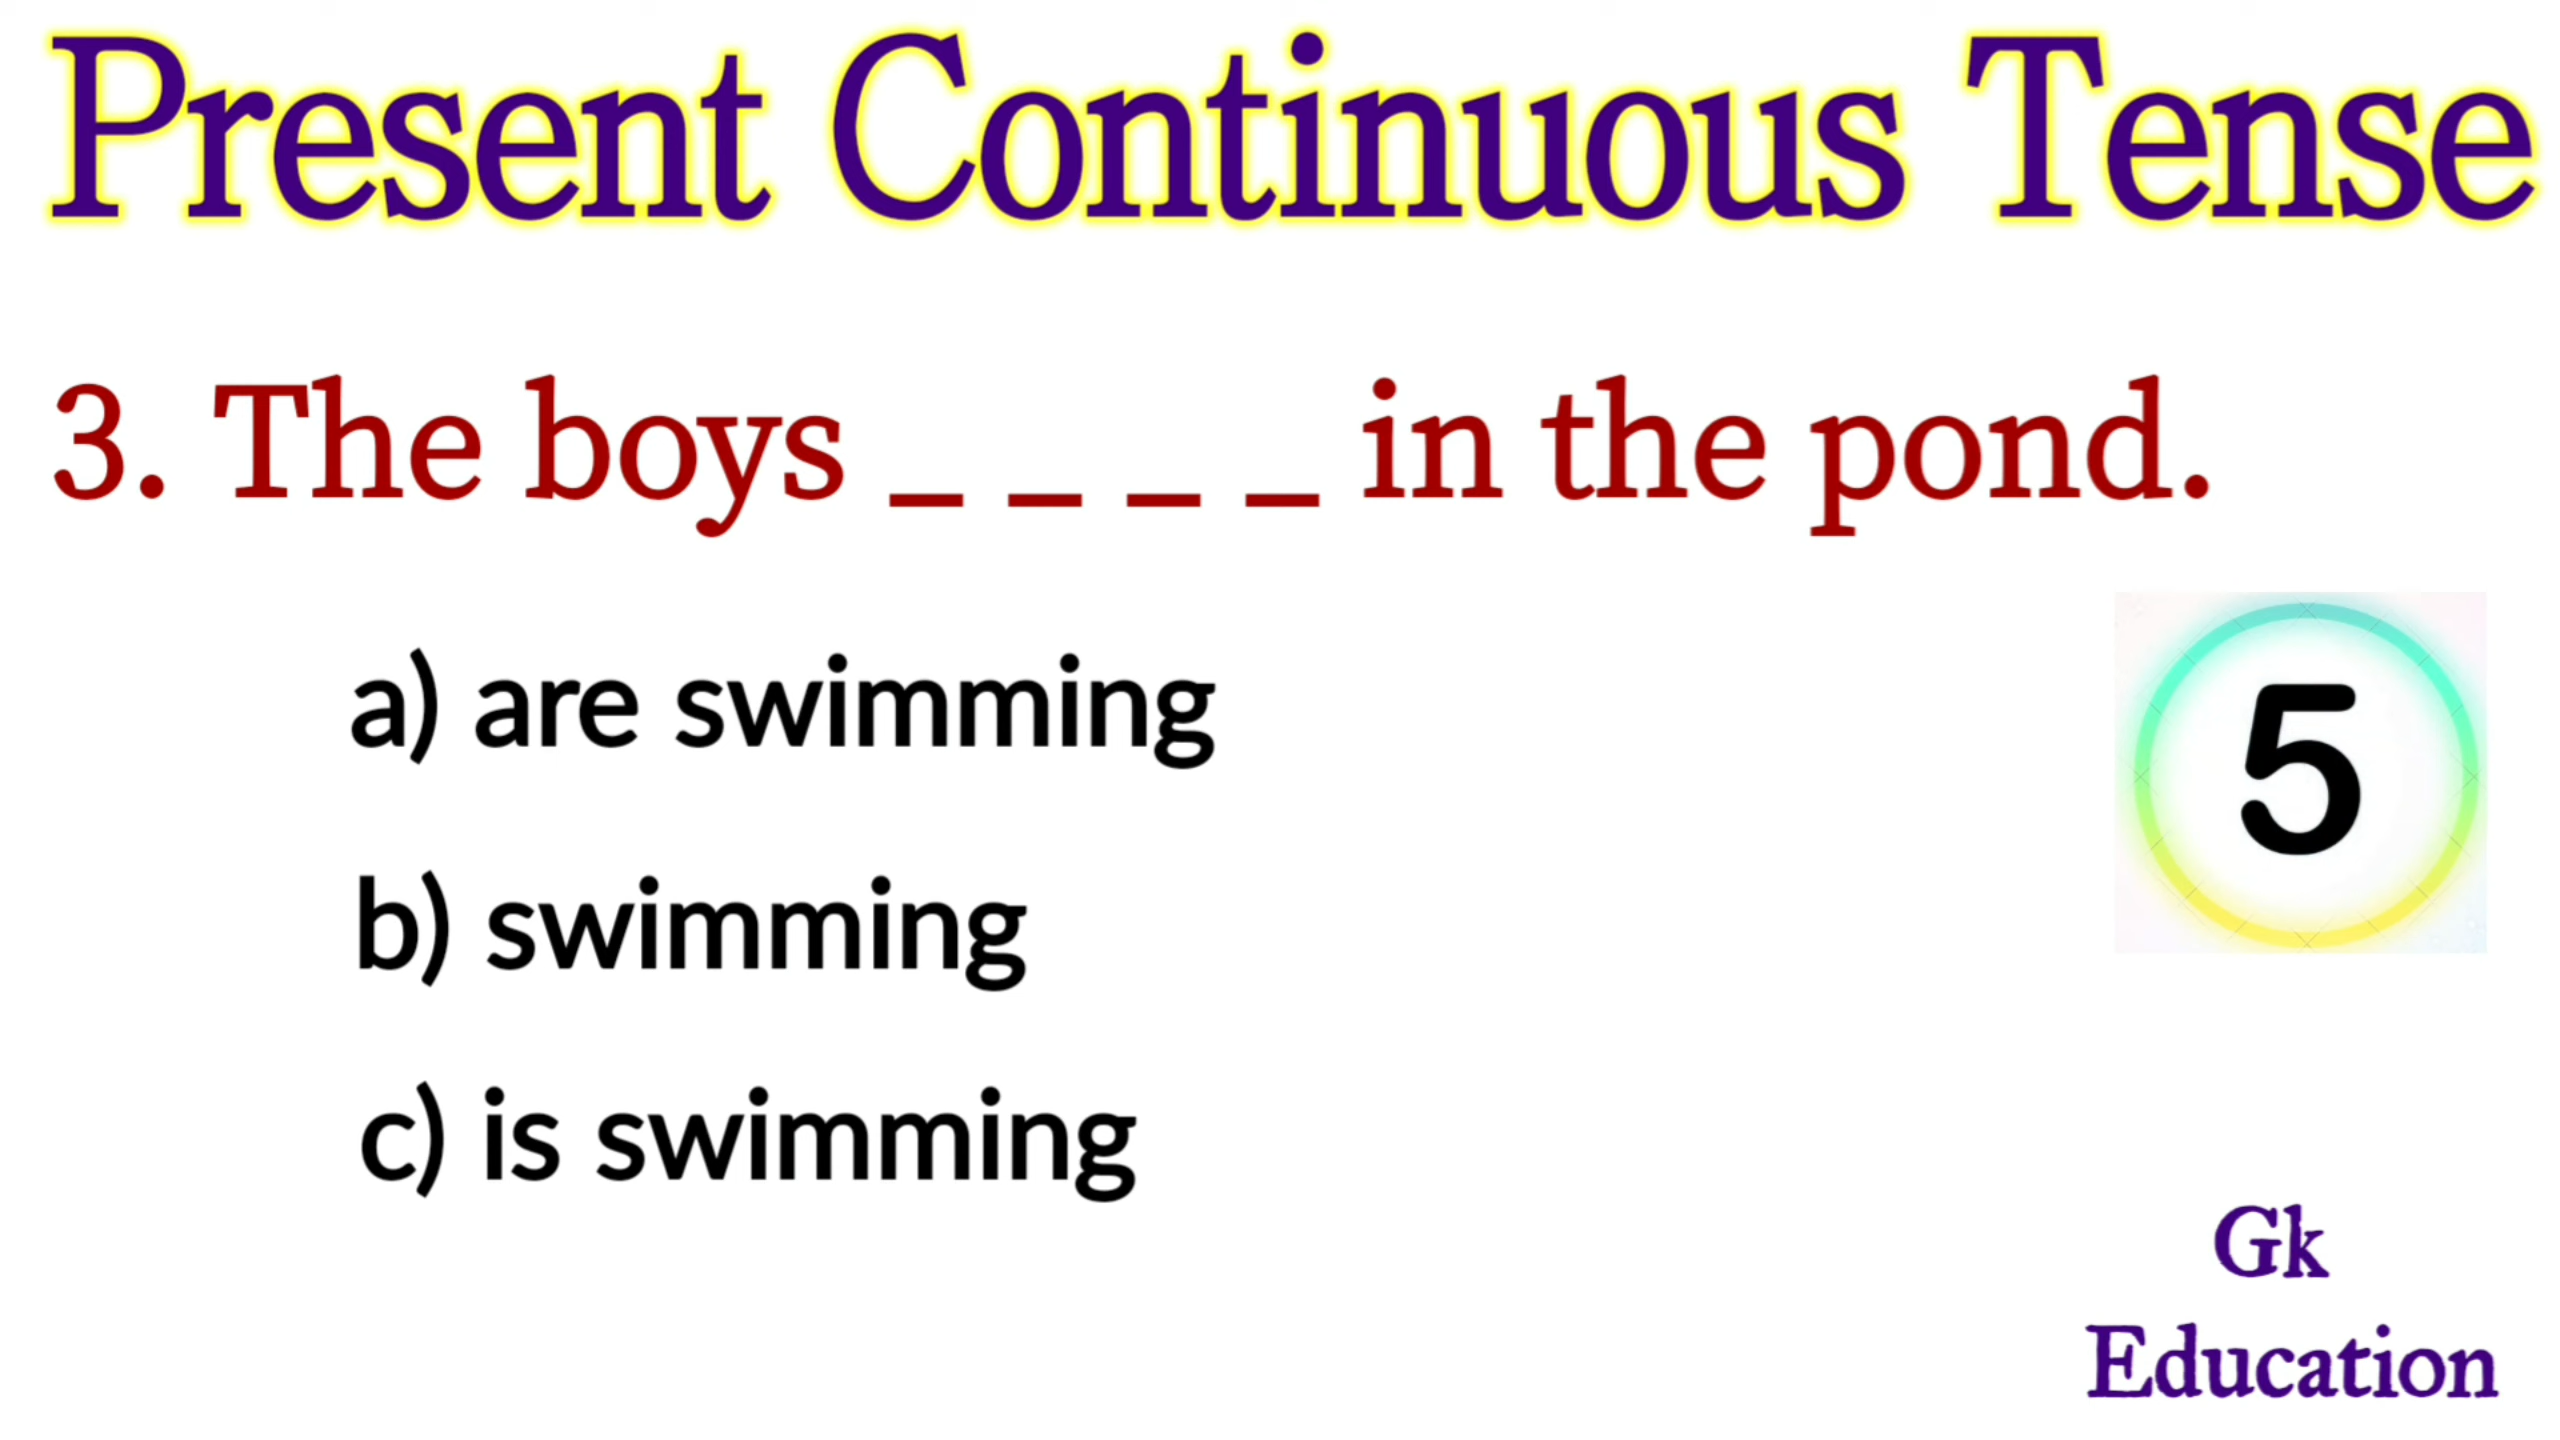 Present Continuous Tense
3. The boys _ _ _ _ in the pond.
a) are swimming
5
b) swimming
c) is swimming
Gk
Education